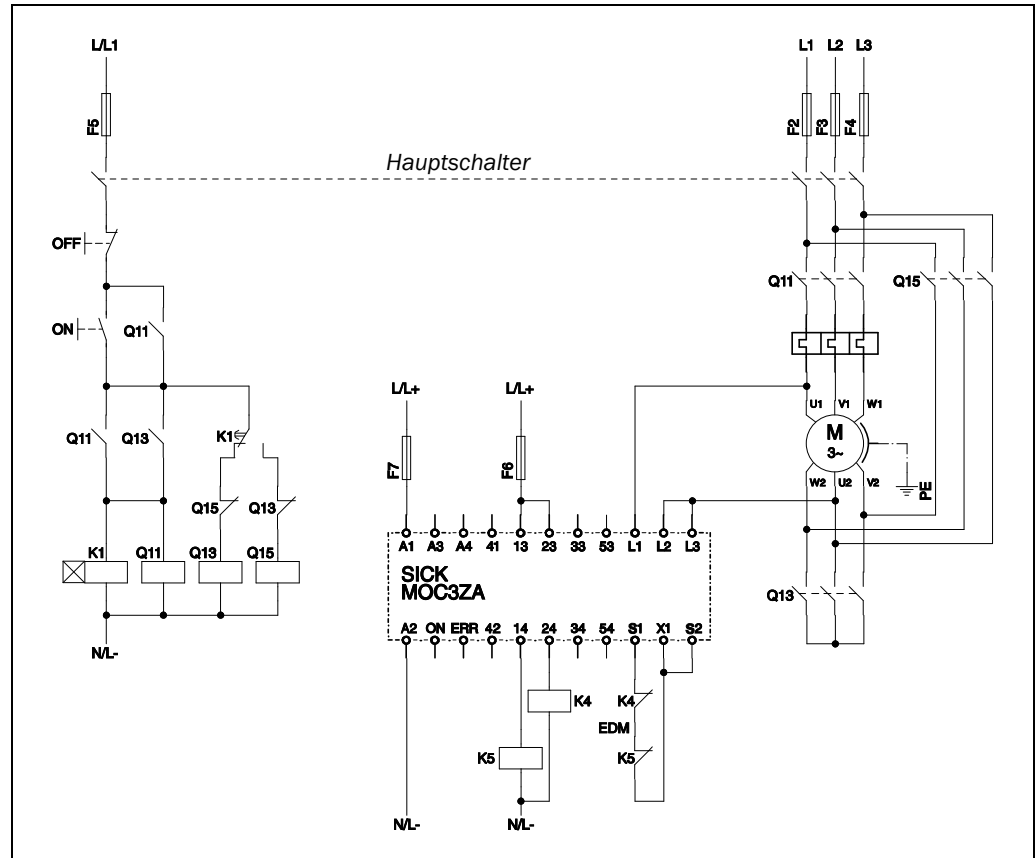 L/L1
L1 L2 L3
F5
F2 F3 F4
Hauptschalter
OFF
Q11 Q15
ON Q11
L/L+ L/L+
U1 V1 W1
Q11 Q13 K1
M
3~
F7 F6
W2 U2 V2
PE
Q15 Q13
A1 A3 A4 41 13 23 33 53 L1 L2 L3
K1 Q11 Q13 Q15
SICK
MOC3ZA
Q13
A2 ON ERR 42 14 24 34 54 S1 X1 S2
N/L-
K4 K4
EDM
K5 K5
N/L- N/L-